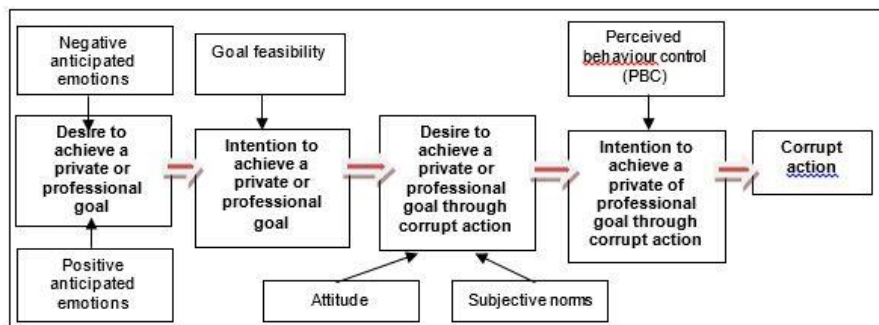 Negative
anticipated
emotions
Goal feasibility
Perceived
behaviour control
(PBC)
Desire to
achieve a
private or
professional
goal
Intention to
achieve a
private or
professional
goal
Desire to
achieve a
private or
professional
goal through
corrupt action
Intention to
achieve a
private of
professional
goal through
corrupt action
Corrupt
action
Positive
anticipated
emotions
Attitude
Subjective norms